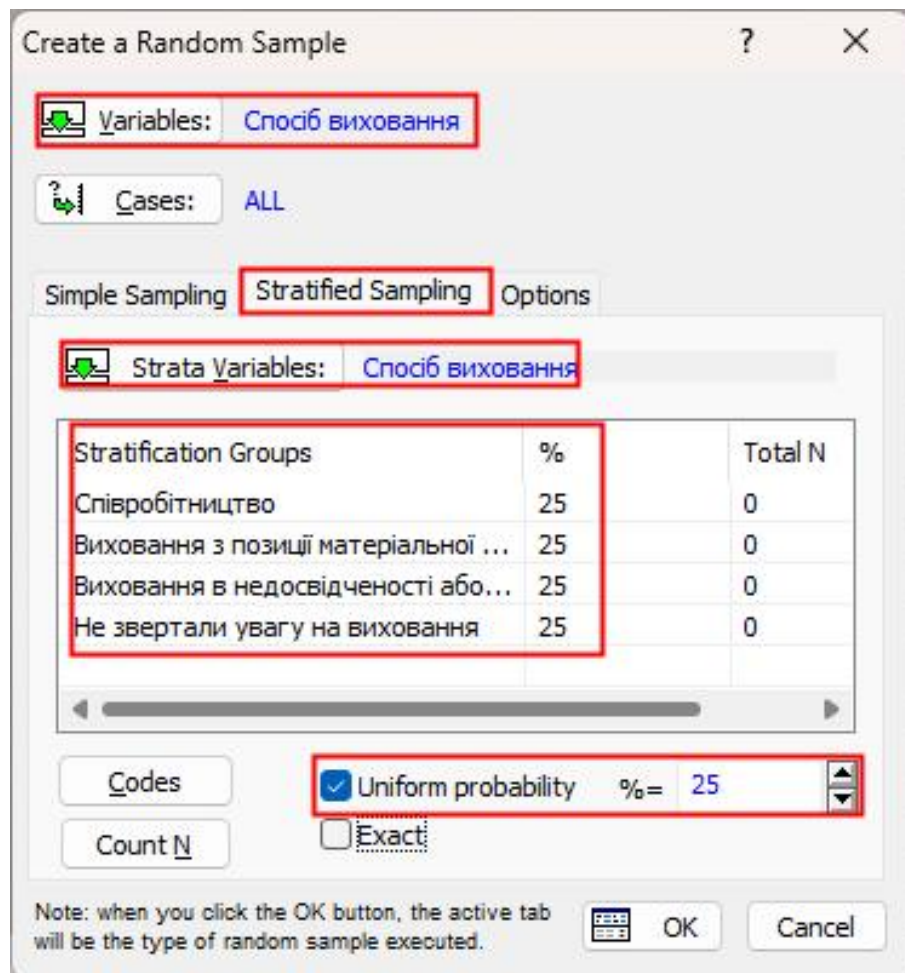 Create a Random Sample ? ×
Variables: Спосіб виховання
? Cases: ALL
Simple Sampling Stratified Sampling Options
Strata Variables: Спосіб виховання
Stratification Groups % Total N
Співробітництво 25 0
Виховання з позиції матеріальної ... 25 0
Виховання в недосвідченості або... 25 0
Не звертали увагу на виховання 25 0
Codes Uniform probability %= 25
Count N Exact
Note: when you click the OK button, the active tab
will be the type of random sample executed.
OK Cancel